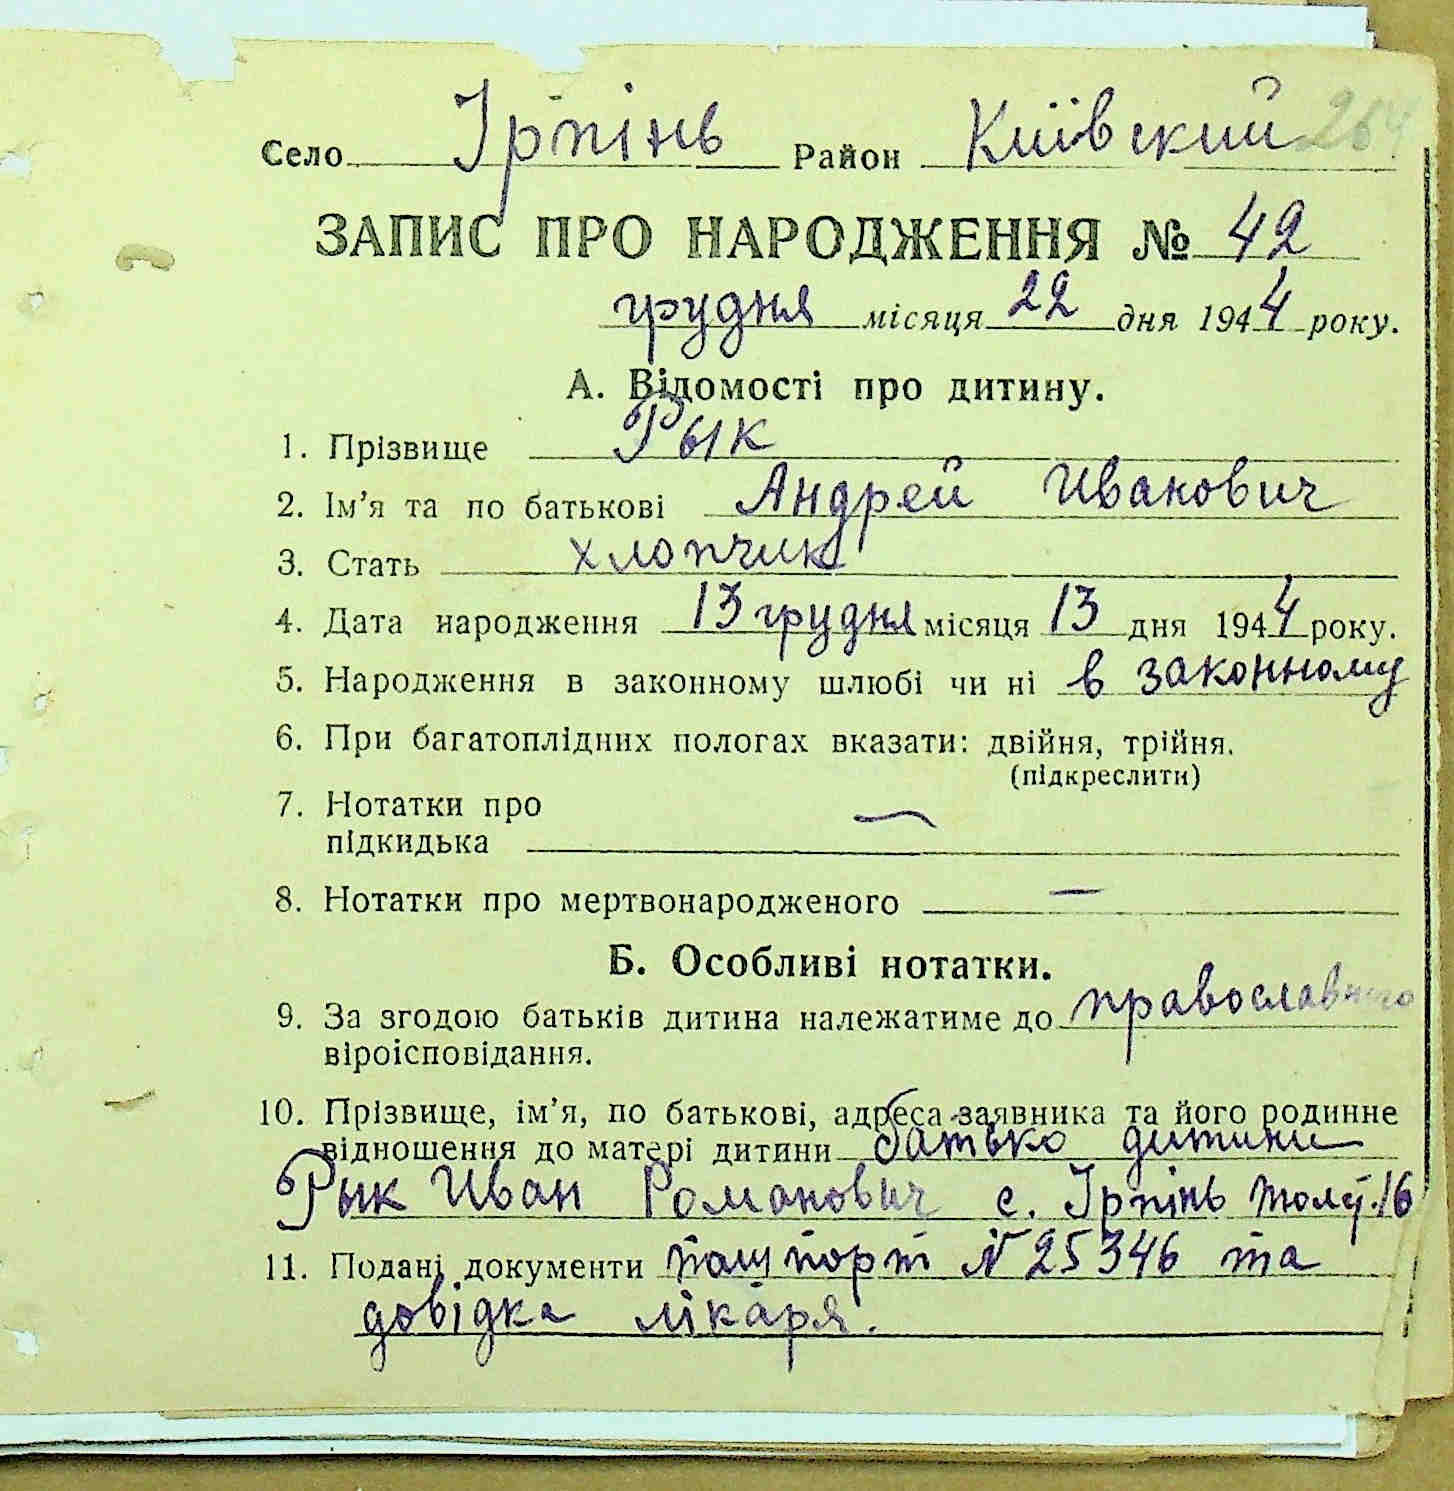 264
Село Ірпінь Район Київский
ЗАПИС ПРО НАРОДЖЕННЯ № 42
грудня місяця 22 дня 1944 року.
А. Відомості про дитину.
1. Прізвище Рык
2. Ім’я та по батькові Андрей Иванович
3. Стать хлопчик
4. Дата народження 13 грудня місяця 13 дня 1944 року.
5. Народження в законному шлюбі чи ні в законному
6. При багатоплідних пологах вказати: двійня, трійня.
(підкреслити)
7. Нотатки про
підкидька —
8. Нотатки про мертвонародженого —
Б. Особливі нотатки.
9. За згодою батьків дитина належатиме до православного
віроісповідання.
10. Прізвище, ім’я, по батькові, адреса заявника та його родинне
відношення до матері дитини батько дитини
Рык Иван Романович с. Ірпінь 16
11. Подані документи пашпорт № 25346 та
довідка лікаря.